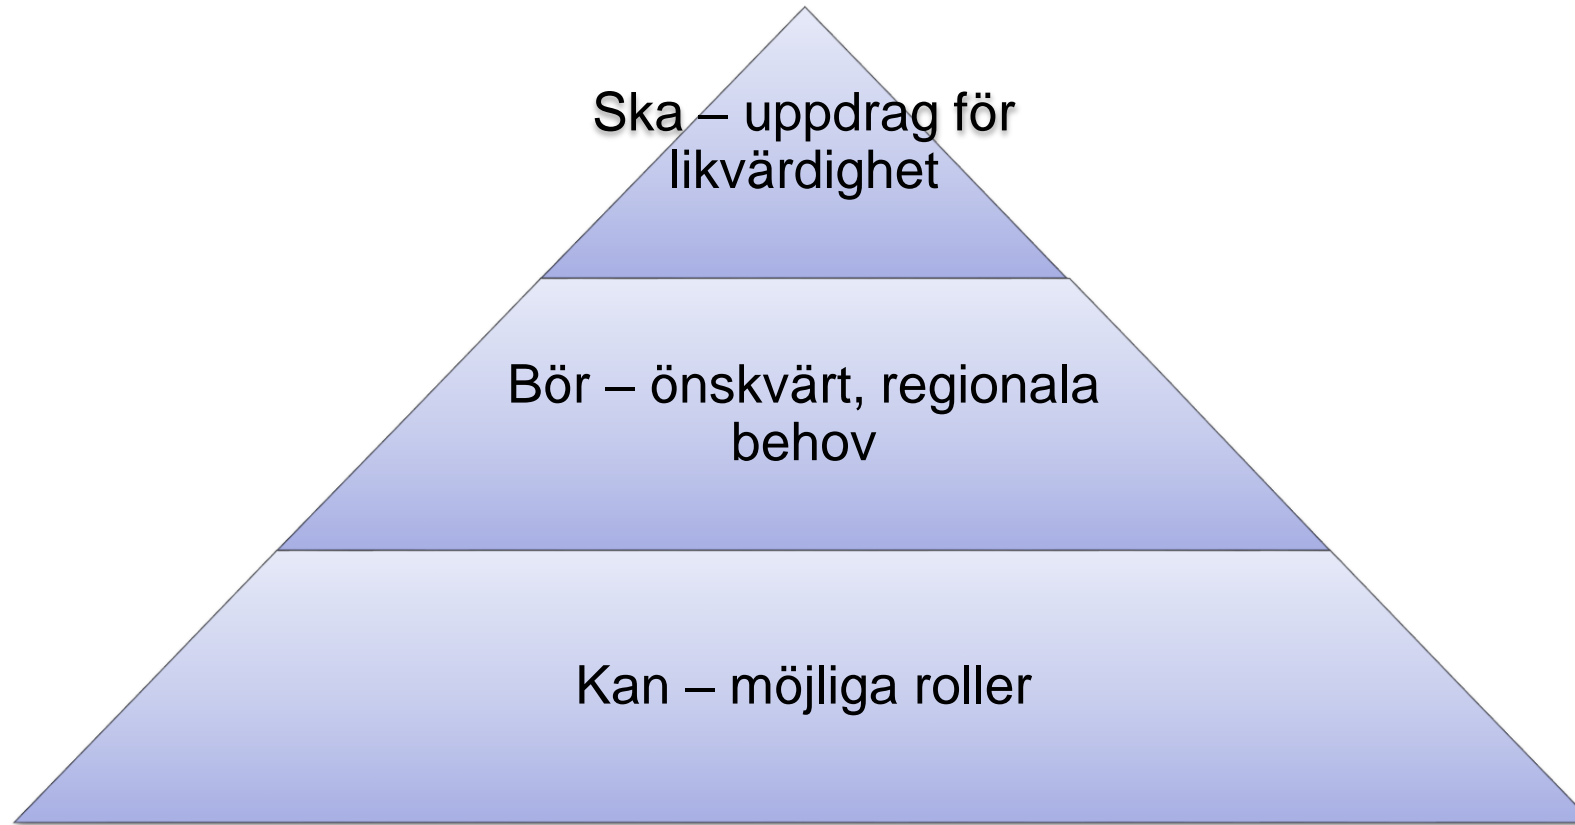 Ska – uppdrag för
likvärdighet
Bör – önskvärt, regionala
behov
Kan – möjliga roller